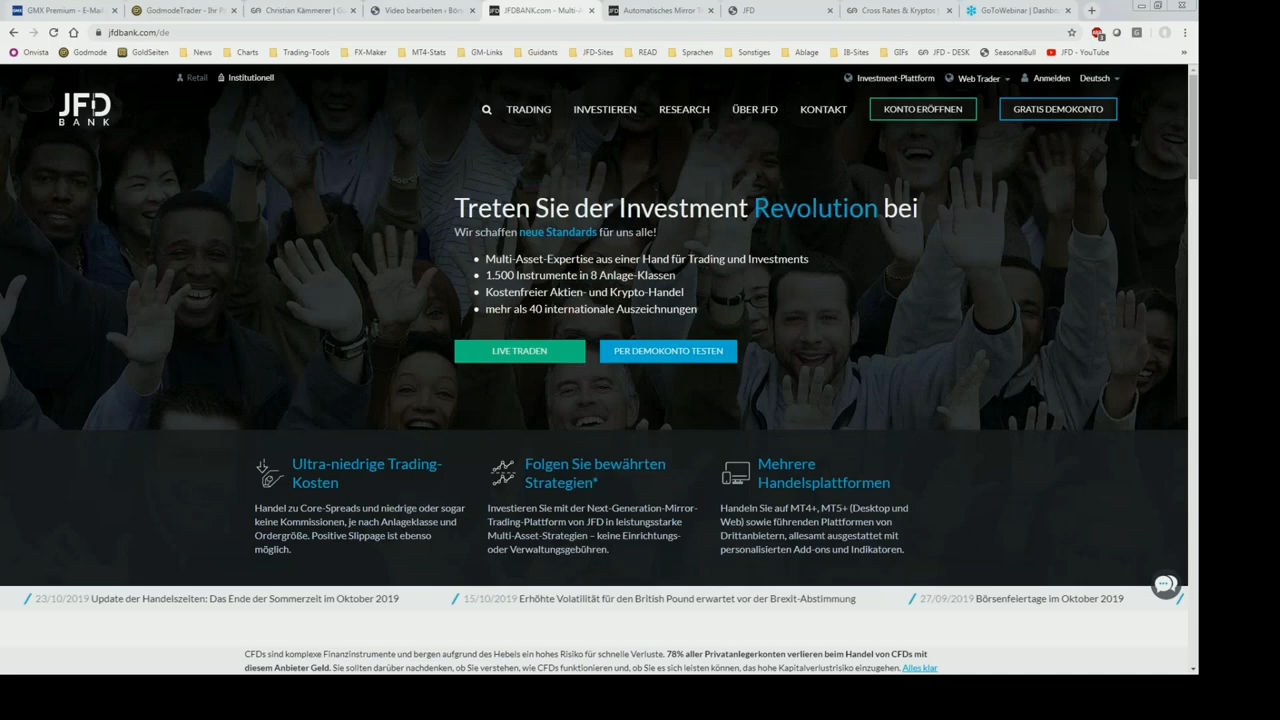 GMX Premium - E-Mail
GodmodeTrader - Ihr Po
Christian Kämmerer | Go
Video bearbeiten ‹ Börs
JFDBANK.com - Multi-A
Automatisches Mirror Tr
JFD
Cross Rates & Kryptos |
GoToWebinar | Dashbo
jfdbank.com/de
Onvista
Godmode
GoldSeiten
News
Charts
Trading-Tools
FX-Maker
MT4-Stats
GM-Links
Guidants
JFD-Sites
READ
Sprachen
Sonstiges
Ablage
IB-Sites
GIFs
JFD - DESK
SeasonalBull
JFD - YouTube
Retail Institutionell
Investment-Plattform Web Trader Anmelden Deutsch
JFD
BANK
TRADING INVESTIEREN RESEARCH ÜBER JFD KONTAKT KONTO ERÖFFNEN GRATIS DEMOKONTO
Treten Sie der Investment Revolution bei
Wir schaffen neue Standards für uns alle!
• Multi-Asset-Expertise aus einer Hand für Trading und Investments
• 1.500 Instrumente in 8 Anlage-Klassen
• Kostenfreier Aktien- und Krypto-Handel
• mehr als 40 internationale Auszeichnungen
LIVE TRADEN PER DEMOKONTO TESTEN
Ultra-niedrige Trading-
Kosten
Handel zu Core-Spreads und niedrige oder sogar
keine Kommissionen, je nach Anlageklasse und
Ordergröße. Positive Slippage ist ebenso
möglich.
Folgen Sie bewährten
Strategien*
Investieren Sie mit der Next-Generation-Mirror-
Trading-Plattform von JFD in leistungsstarke
Multi-Asset-Strategien – keine Einrichtungs-
oder Verwaltungsgebühren.
Mehrere
Handelsplattformen
Handeln Sie auf MT4+, MT5+ (Desktop und
Web) sowie führenden Plattformen von
Drittanbietern, allesamt ausgestattet mit
personalisierten Add-ons und Indikatoren.
23/10/2019 Update der Handelszeiten: Das Ende der Sommerzeit im Oktober 2019
15/10/2019 Erhöhte Volatilität für den British Pound erwartet vor der Brexit-Abstimmung
27/09/2019 Börsenfeiertage im Oktober 2019
CFDs sind komplexe Finanzinstrumente und bergen aufgrund des Hebels ein hohes Risiko für schnelle Verluste. 78% aller Privatanlegerkonten verlieren beim Handel von CFDs mit
diesem Anbieter Geld. Sie sollten darüber nachdenken, ob Sie verstehen, wie CFDs funktionieren und, ob Sie es sich leisten können, das hohe Kapitalverlustrisiko einzugehen. Alles klar